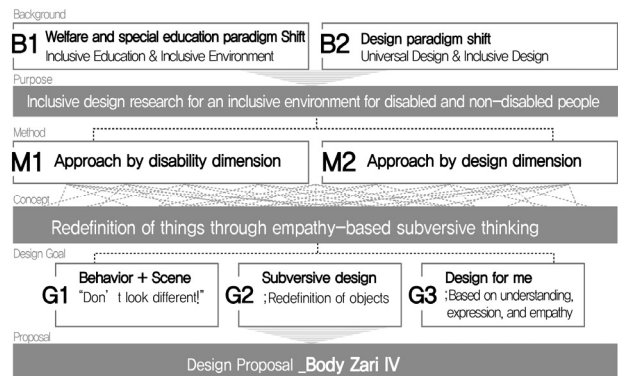 Background
B1 Welfare and special education paradigm Shift
Inclusive Education & Inclusive Environment
B2 Design paradigm shift
Universal Design & Inclusive Design
Purpose
Inclusive design research for an inclusive environment for disabled and non-disabled people
Method
M1 Approach by disability dimension
M2 Approach by design dimension
Concept
Redefinition of things through empathy-based subversive thinking
Design Goal
G1 Behavior + Scene
"Don't look different!"
G2 Subversive design
;Redefinition of objects
G3 Design for me
;Based on understanding,
expression, and empathy
Proposal
Design Proposal _Body Zari IV